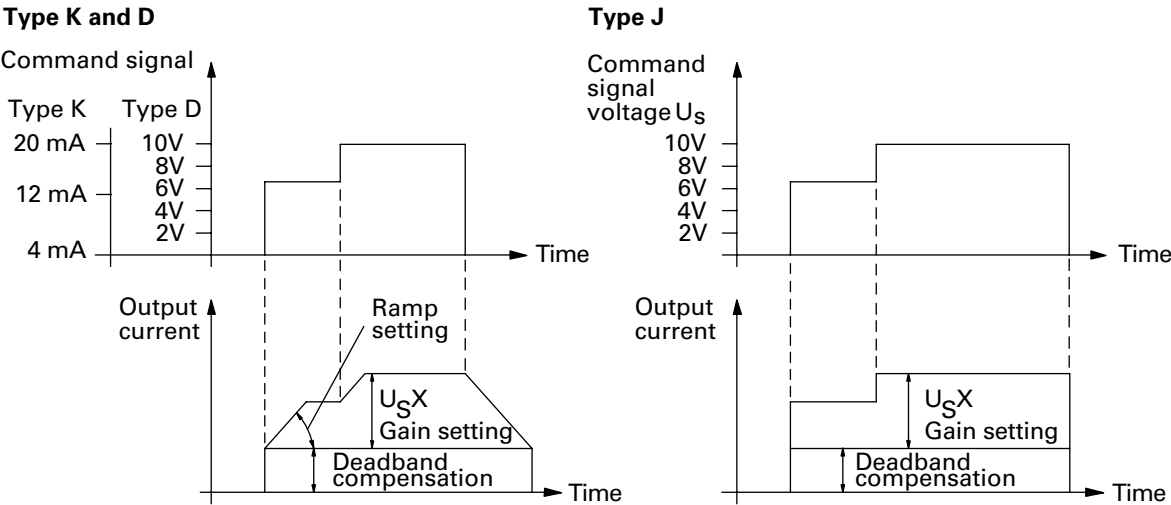 Type K and D
Command signal
Type K
Type D
20 mA
12 mA
4 mA
10V
8V
6V
4V
2V
Time
Output
current
Ramp
setting
USX
Gain setting
Deadband
compensation
Time
Type J
Command
signal
voltage US
10V
8V
6V
4V
2V
Time
Output
current
USX
Gain setting
Deadband
compensation
Time